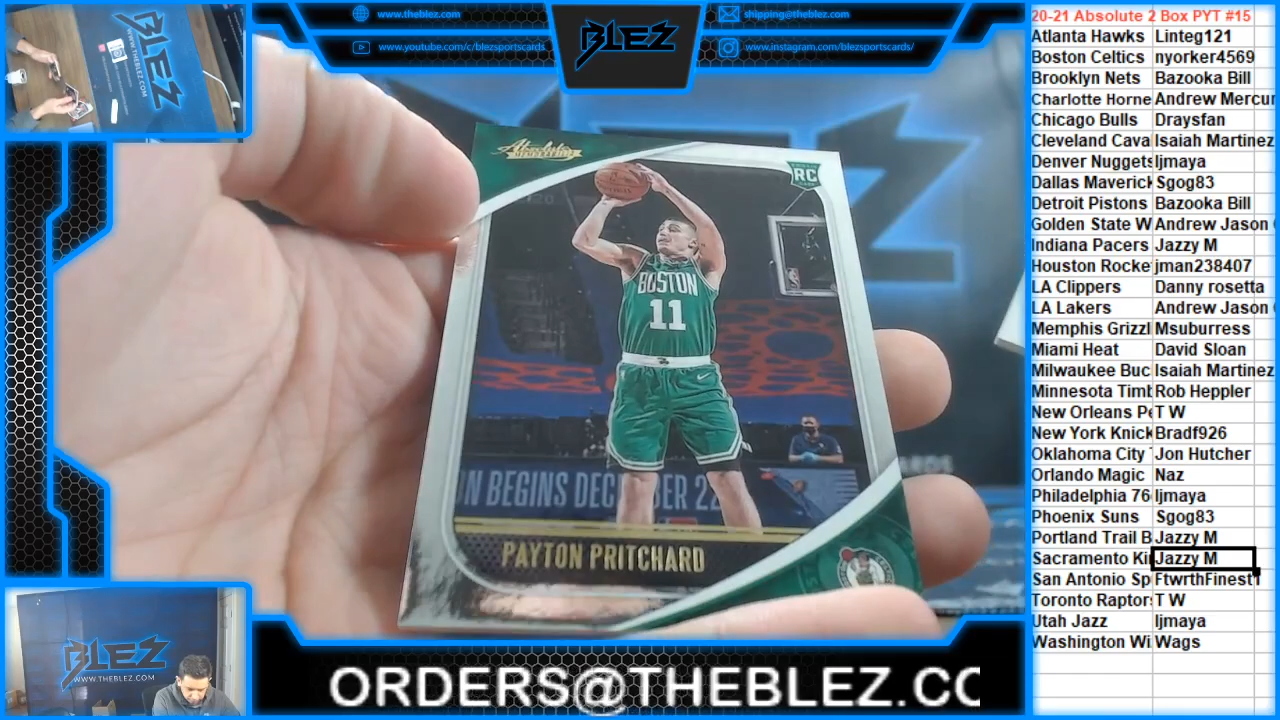 www.theblez.com
shipping@theblez.com
www.youtube.com/c/blezsportscards
BLEZ
www.instagram.com/blezsportscards/
BLEZ
WWW.THEBLEZ.COM
Absolute
RC
BOSTON
11
N BEGINS DEC BER 22
PAYTON PRITCHARD
BLEZ
WWW.THEBLEZ.COM
ORDERS@THEBLEZ.CO
20-21 Absolute 2 Box PYT #15
Atlanta Hawks Linteg121
Boston Celtics nyorker4569
Brooklyn Nets Bazooka Bill
Charlotte Horne Andrew Mercur
Chicago Bulls Draysfan
Cleveland Cava Isaiah Martinez
Denver Nuggets ljmaya
Dallas Maverick Sgog83
Detroit Pistons Bazooka Bill
Golden State W Andrew Jason
Indiana Pacers Jazzy M
Houston Rocke jman238407
LA Clippers Danny rosetta
LA Lakers Andrew Jason
Memphis Grizzl Msuburress
Miami Heat David Sloan
Milwaukee Buc Isaiah Martinez
Minnesota Timb Rob Heppler
New Orleans Pe T W
New York Knick Bradf926
Oklahoma City Jon Hutcher
Orlando Magic Naz
Philadelphia 76 ljmaya
Phoenix Suns Sgog83
Portland Trail B Jazzy M
Sacramento Ki Jazzy M
San Antonio Sp FtwrthFinest
Toronto Raptors T W
Utah Jazz ljmaya
Washington Wi Wags